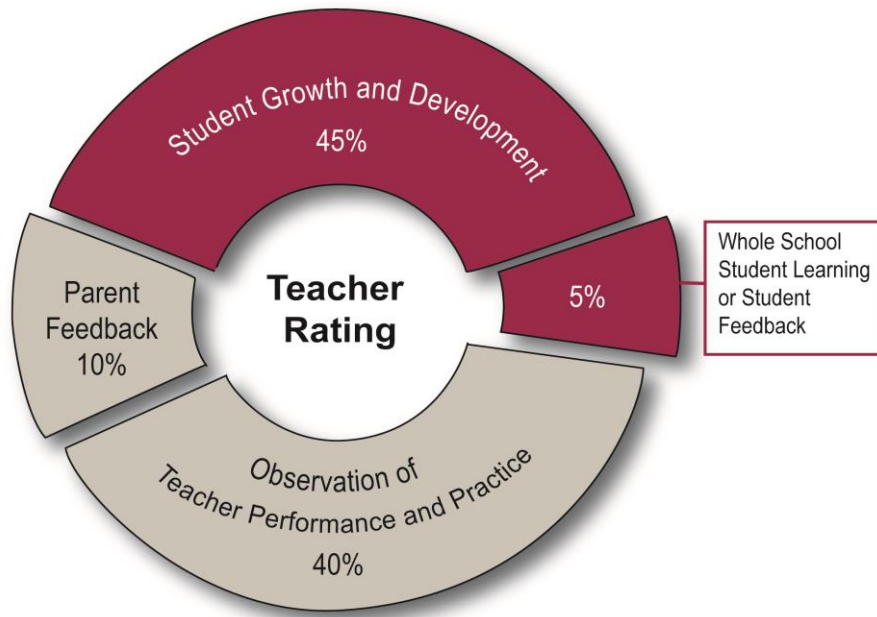 Student Growth and Development
45%
Parent
Feedback
10%
Teacher
Rating
5%
Whole School
Student Learning
or Student
Feedback
Observation of
Teacher Performance and Practice
40%